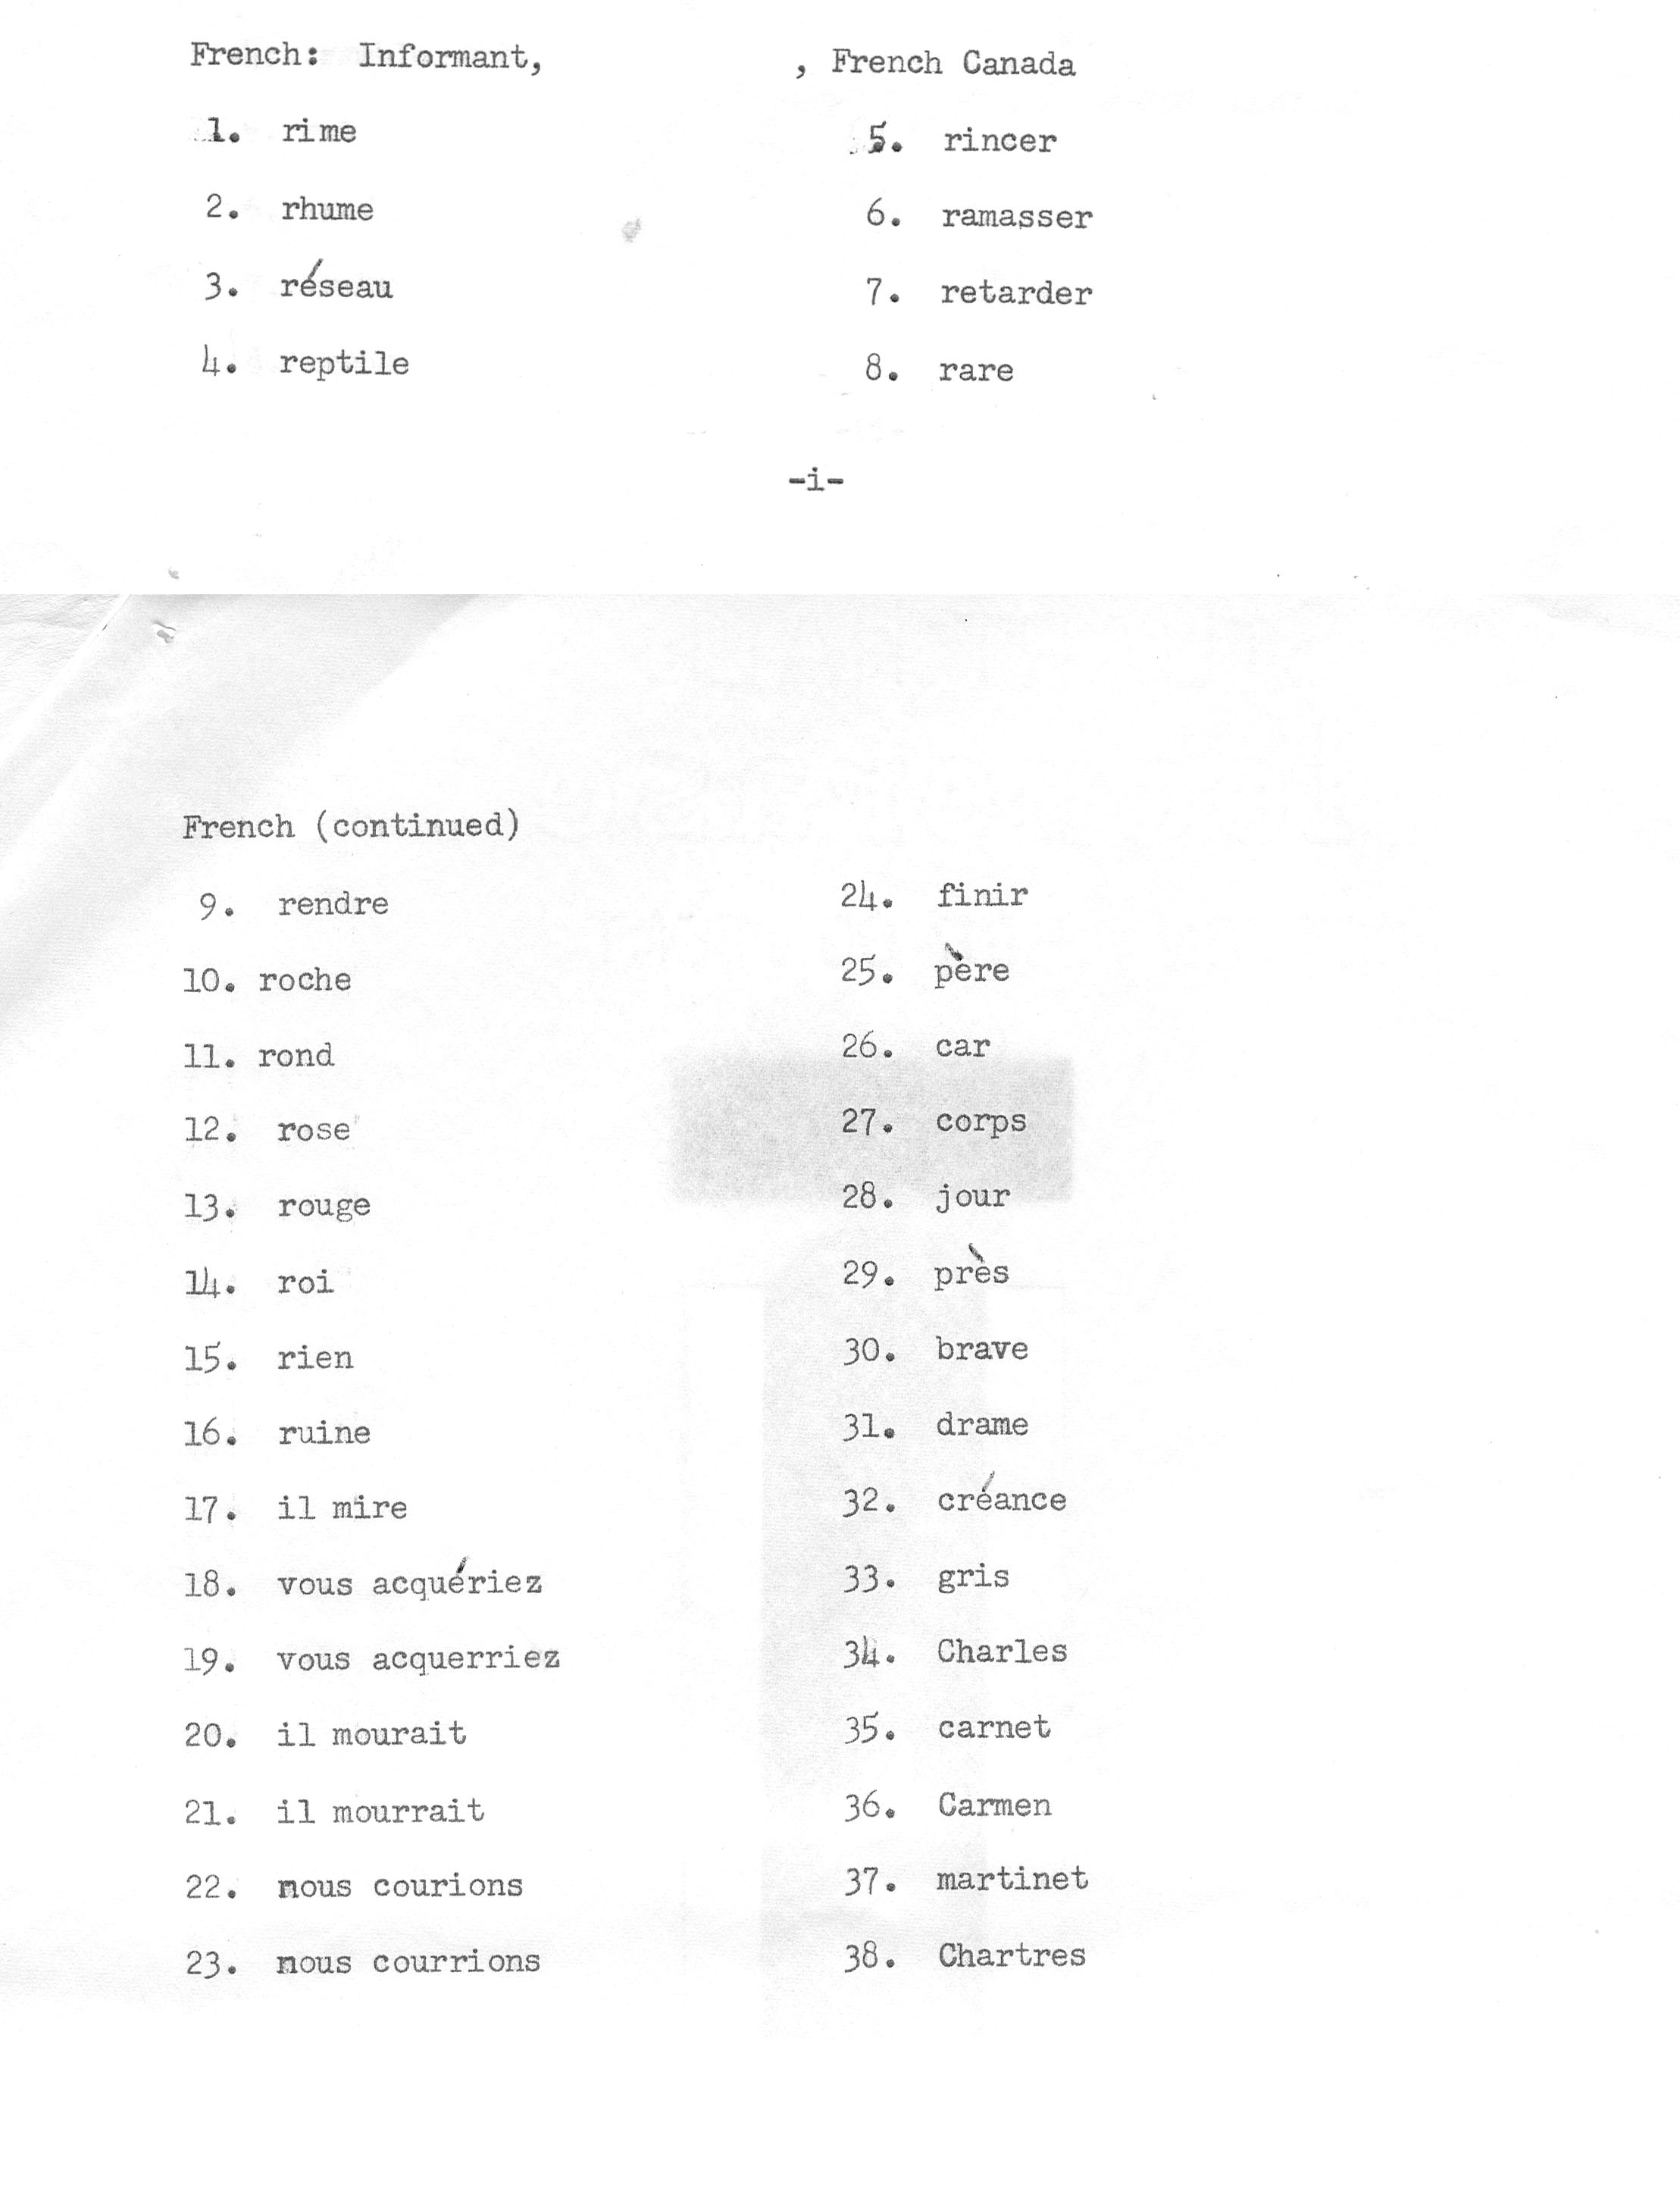 French: Informant, , French Canada
1. rime
2. rhume
3. réseau
4. reptile
5. rincer
6. ramasser
7. retarder
8. rare
-i-
French (continued)
9. rendre
10. roche
11. rond
12. rose
13. rouge
14. roi
15. rien
16. ruine
17. il mire
18. vous acquériez
19. vous acquerriez
20. il mourait
21. il mourrait
22. nous courions
23. nous courrions
24. finir
25. père
26. car
27. corps
28. jour
29. près
30. brave
31. drame
32. créance
33. gris
34. Charles
35. carnet
36. Carmen
37. martinet
38. Chartres